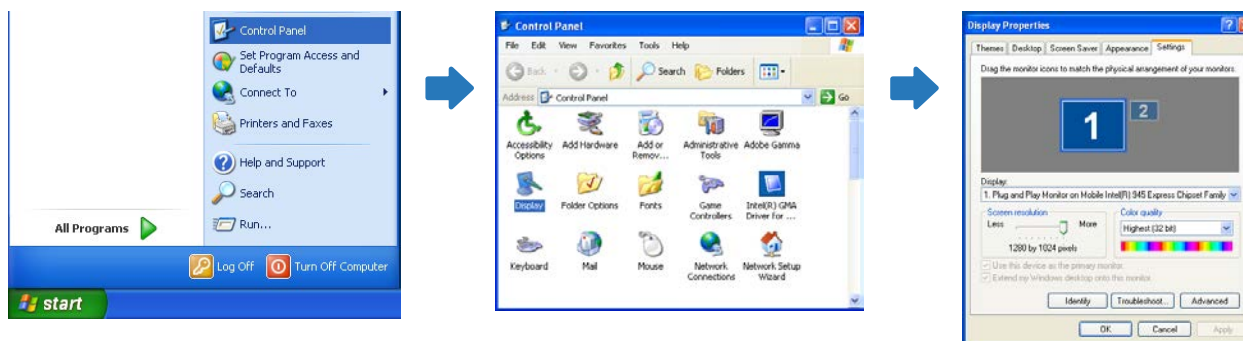 Control Panel
Set Program Access and
Defaults
Connect To
Printers and Faxes
Help and Support
Search
Run...
All Programs
Log Off
Turn Off Computer
start
Control Panel
File Edit View Favorites Tools Help
Back Search Folders
Address Control Panel Go
Accessibility Options
Add Hardware
Add or Remov...
Administrative Tools
Adobe Gamma
Display
Folder Options
Fonts
Game Controllers
Intel(R) GMA Driver for ...
Keyboard
Mail
Mouse
Network Connections
Network Setup Wizard
Display Properties
Themes Desktop Screen Saver Appearance Settings
Drag the monitor icons to match the physical arrangement of your monitors.
1 2
Display:
1. Plug and Play Monitor on Mobile Intel(R) 945 Express Chipset Family
Screen resolution
Less More
1280 by 1024 pixels
Color quality
Highest (32 bit)
Use this device as the primary monitor.
Extend my Windows desktop onto this monitor.
Identify Troubleshoot... Advanced
OK Cancel Apply